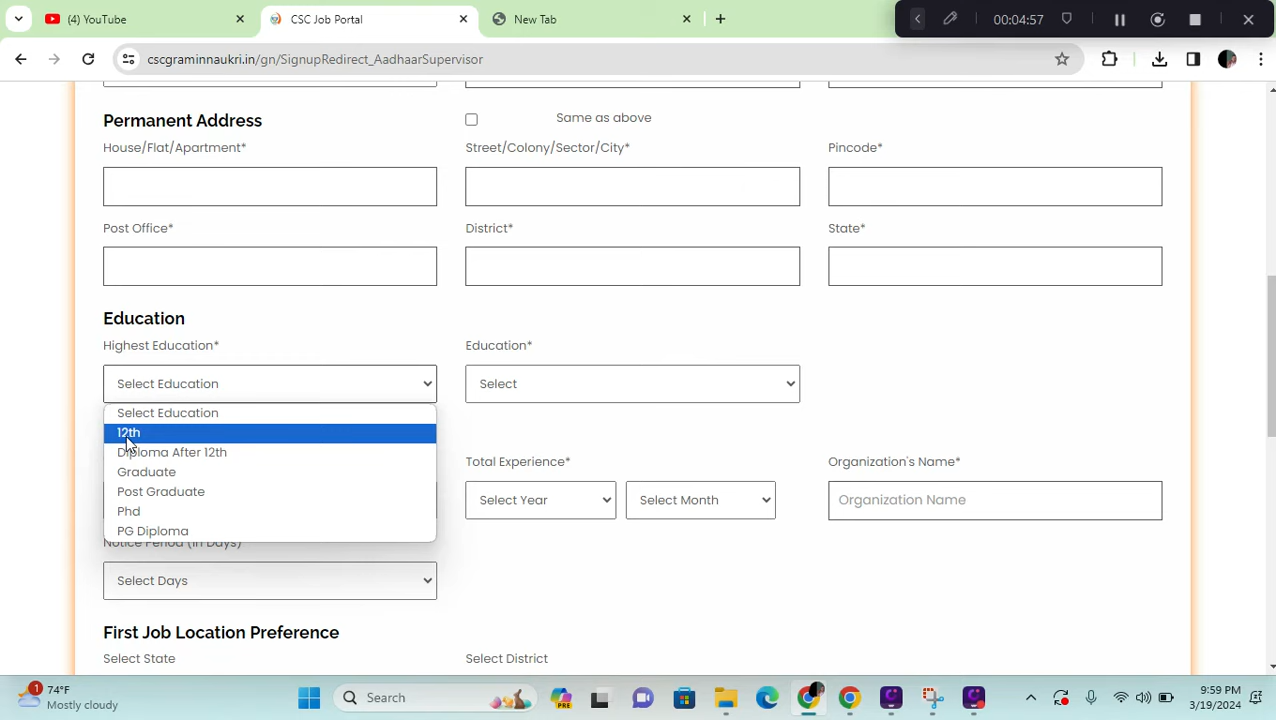 (4) YouTube
CSC Job Portal
New Tab
00:04:57
cscgraminnaukri.in/gn/SignupRedirect_AadhaarSupervisor
Permanent Address
Same as above
House/Flat/Apartment*
Street/Colony/Sector/City*
Pincode*
Post Office*
District*
State*
Education
Highest Education*
Education*
Select Education
Select
Select Education
12th
Diploma After 12th
Graduate
Post Graduate
Phd
PG Diploma
Total Experience*
Organization's Name*
Select Year
Select Month
Organization Name
Notice Period (In Days)
Select Days
First Job Location Preference
Select State
Select District
1
74°F
Mostly cloudy
Search
PRE
9:59 PM
3/19/2024